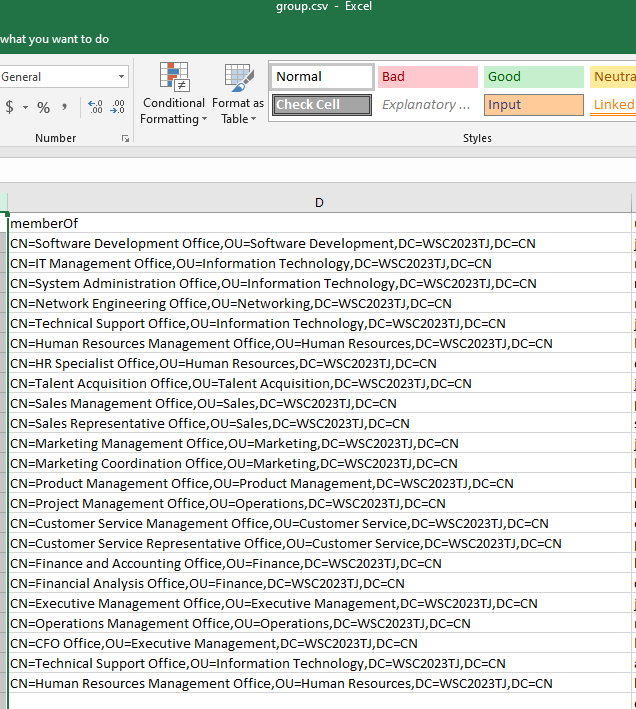 group.csv - Excel
what you want to do
General
$ % ,
.00 .00
Conditional Formatting
Format as Table
Normal
Bad
Good
Neutra
Check Cell
Explanatory ...
Input
Linked
Number
Styles
D
memberOf
CN=Software Development Office,OU=Software Development,DC=WSC2023TJ,DC=CN
CN=IT Management Office,OU=Information Technology,DC=WSC2023TJ,DC=CN
CN=System Administration Office,OU=Information Technology,DC=WSC2023TJ,DC=CN
CN=Network Engineering Office,OU=Networking,DC=WSC2023TJ,DC=CN
CN=Technical Support Office,OU=Information Technology,DC=WSC2023TJ,DC=CN
CN=Human Resources Management Office,OU=Human Resources,DC=WSC2023TJ,DC=CN
CN=HR Specialist Office,OU=Human Resources,DC=WSC2023TJ,DC=CN
CN=Talent Acquisition Office,OU=Talent Acquisition,DC=WSC2023TJ,DC=CN
CN=Sales Management Office,OU=Sales,DC=WSC2023TJ,DC=CN
CN=Sales Representative Office,OU=Sales,DC=WSC2023TJ,DC=CN
CN=Marketing Management Office,OU=Marketing,DC=WSC2023TJ,DC=CN
CN=Marketing Coordination Office,OU=Marketing,DC=WSC2023TJ,DC=CN
CN=Product Management Office,OU=Product Management,DC=WSC2023TJ,DC=CN
CN=Project Management Office,OU=Operations,DC=WSC2023TJ,DC=CN
CN=Customer Service Management Office,OU=Customer Service,DC=WSC2023TJ,DC=CN
CN=Customer Service Representative Office,OU=Customer Service,DC=WSC2023TJ,DC=CN
CN=Finance and Accounting Office,OU=Finance,DC=WSC2023TJ,DC=CN
CN=Financial Analysis Office,OU=Finance,DC=WSC2023TJ,DC=CN
CN=Executive Management Office,OU=Executive Management,DC=WSC2023TJ,DC=CN
CN=Operations Management Office,OU=Operations,DC=WSC2023TJ,DC=CN
CN=CFO Office,OU=Executive Management,DC=WSC2023TJ,DC=CN
CN=Technical Support Office,OU=Information Technology,DC=WSC2023TJ,DC=CN
CN=Human Resources Management Office,OU=Human Resources,DC=WSC2023TJ,DC=CN